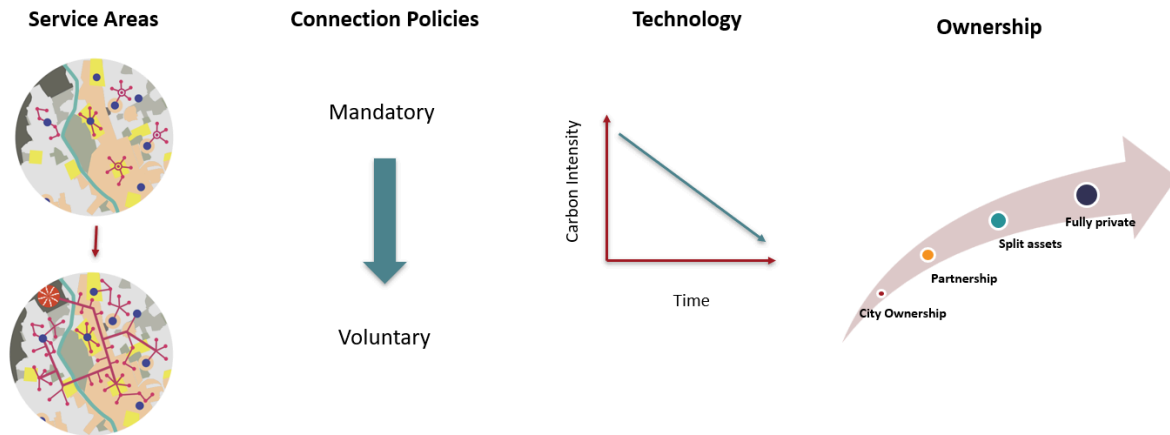 Service Areas
Connection Policies
Technology
Ownership
Mandatory
Voluntary
Carbon Intensity
Time
City Ownership
Partnership
Split assets
Fully private